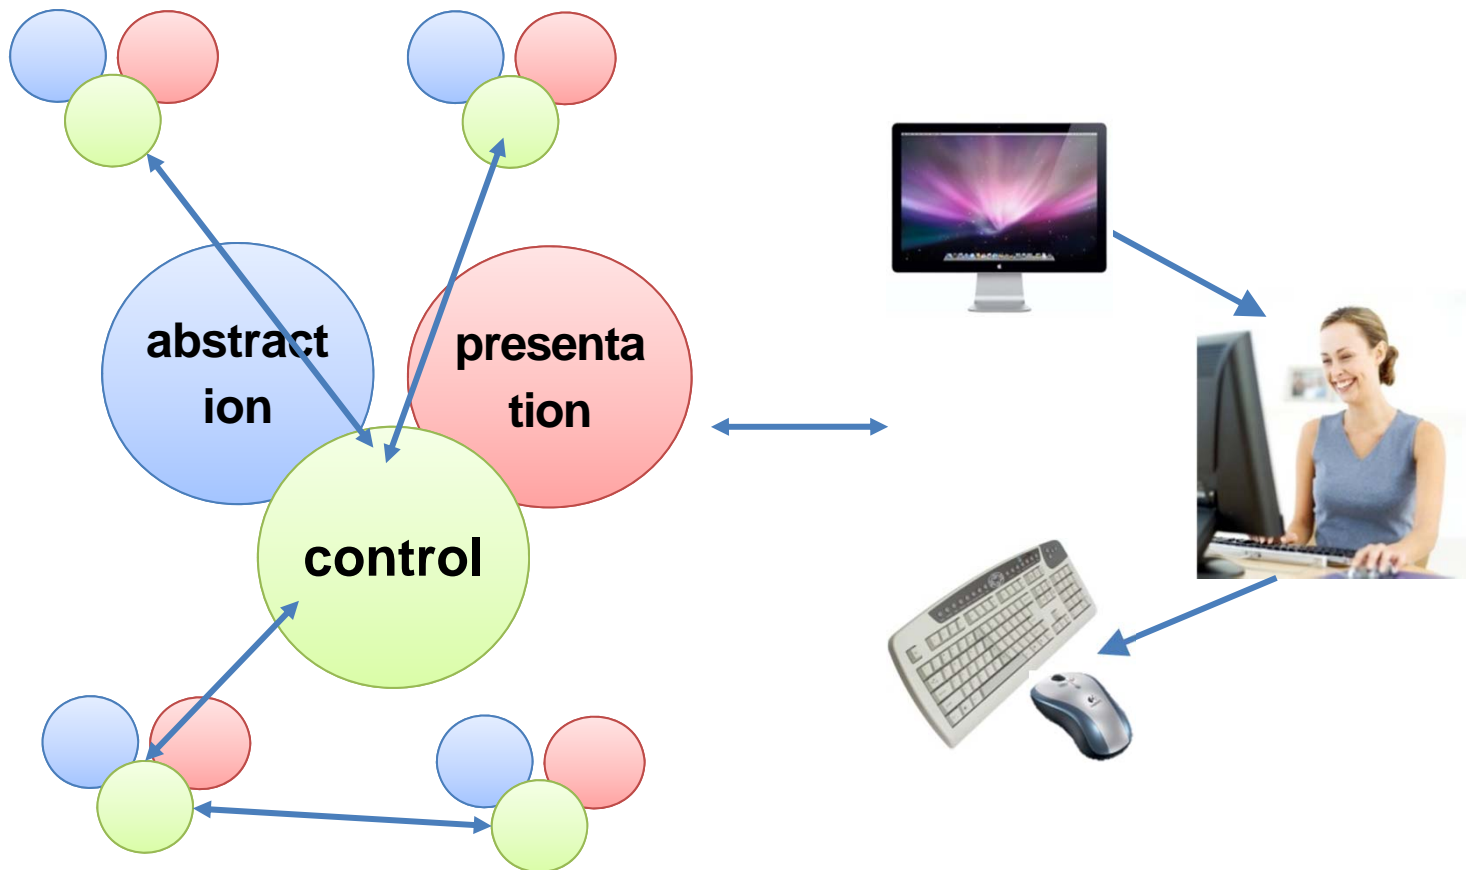 abstract
ion
presenta
tion
control